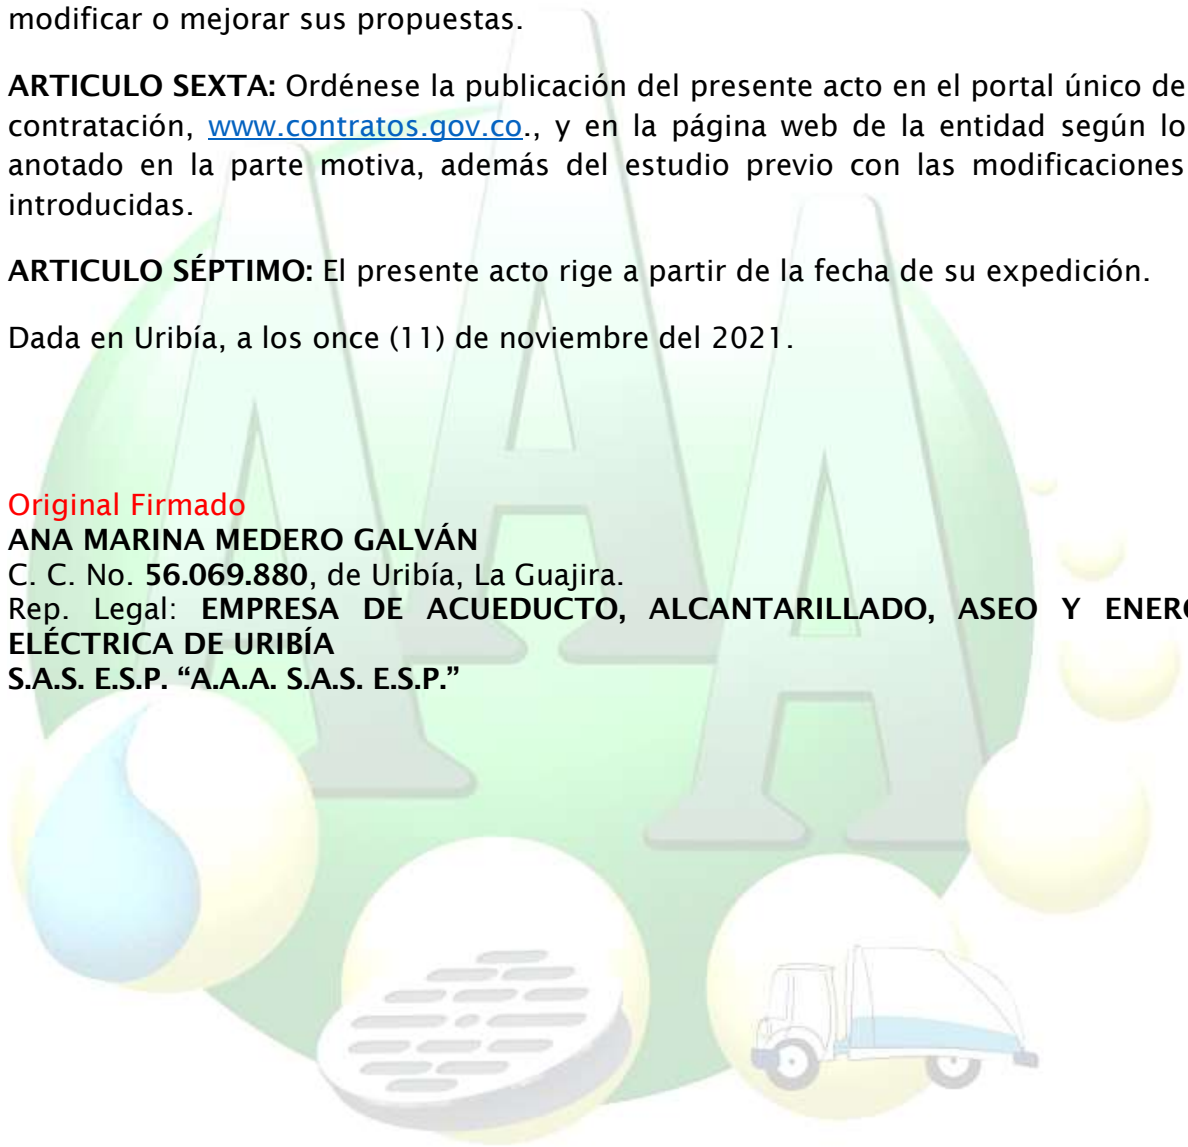 modificar o mejorar sus propuestas.
ARTICULO SEXTA: Ordénese la publicación del presente acto en el portal único de
contratación, www.contratos.gov.co., y en la página web de la entidad según lo
anotado en la parte motiva, además del estudio previo con las modificaciones
introducidas.
ARTICULO SÉPTIMO: El presente acto rige a partir de la fecha de su expedición.
Dada en Uribía, a los once (11) de noviembre del 2021.
Original Firmado
ANA MARINA MEDERO GALVÁN
C. C. No. 56.069.880, de Uribía, La Guajira.
Rep. Legal: EMPRESA DE ACUEDUCTO, ALCANTARILLADO, ASEO Y ENERG
ELÉCTRICA DE URIBÍA
S.A.S. E.S.P. “A.A.A. S.A.S. E.S.P.”
AAA